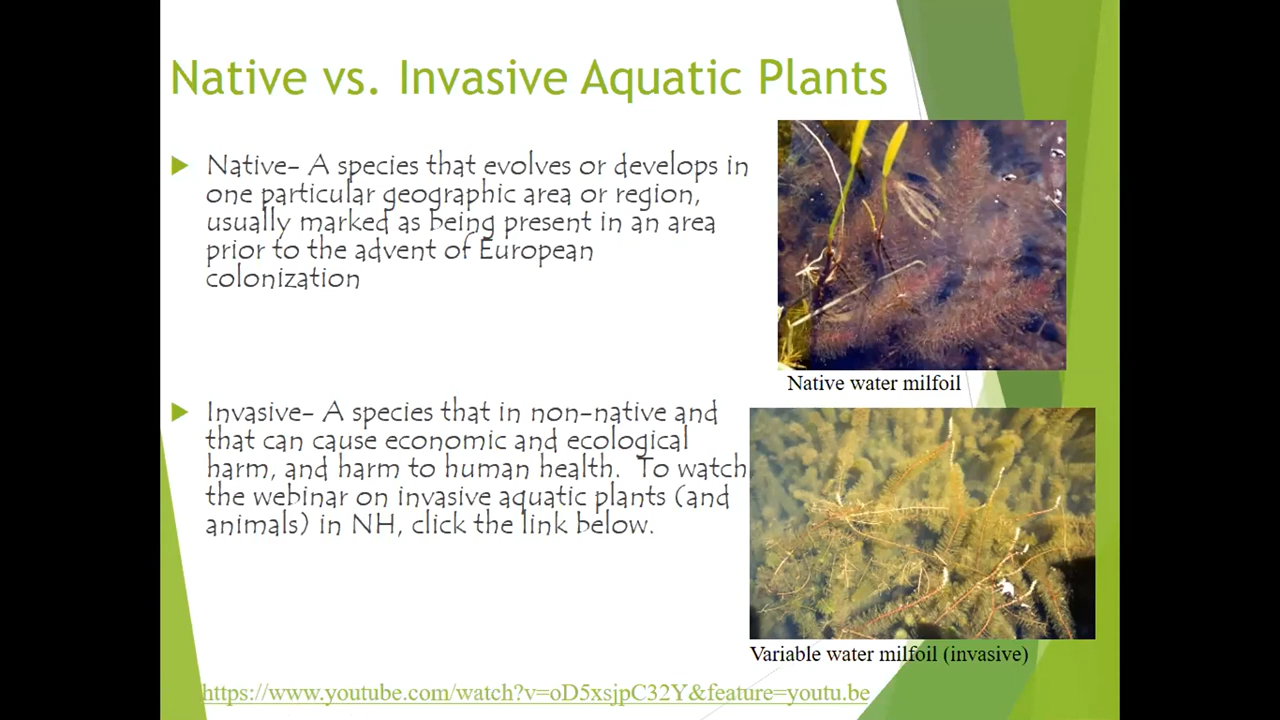 Native vs. Invasive Aquatic Plants
Native- A species that evolves or develops in
one particular geographic area or region,
usually marked as being present in an area
prior to the advent of European
colonization
Native water milfoil
Invasive- A species that in non-native and
that can cause economic and ecological
harm, and harm to human health. To watch
the webinar on invasive aquatic plants (and
animals) in NH, click the link below.
Variable water milfoil (invasive)
https://www.youtube.com/watch?v=oD5xsjpC32Y&feature=youtu.be